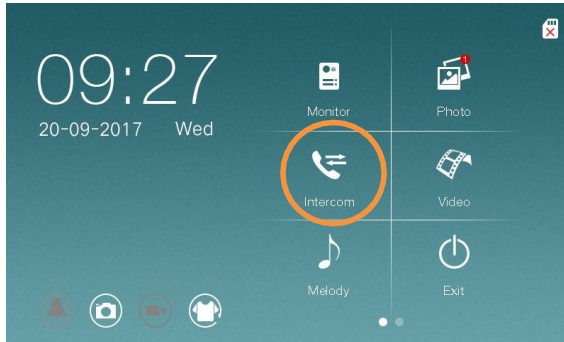 09:27
20-09-2017 Wed
Monitor
1
Photo
Intercom
Video
Melody
Exit